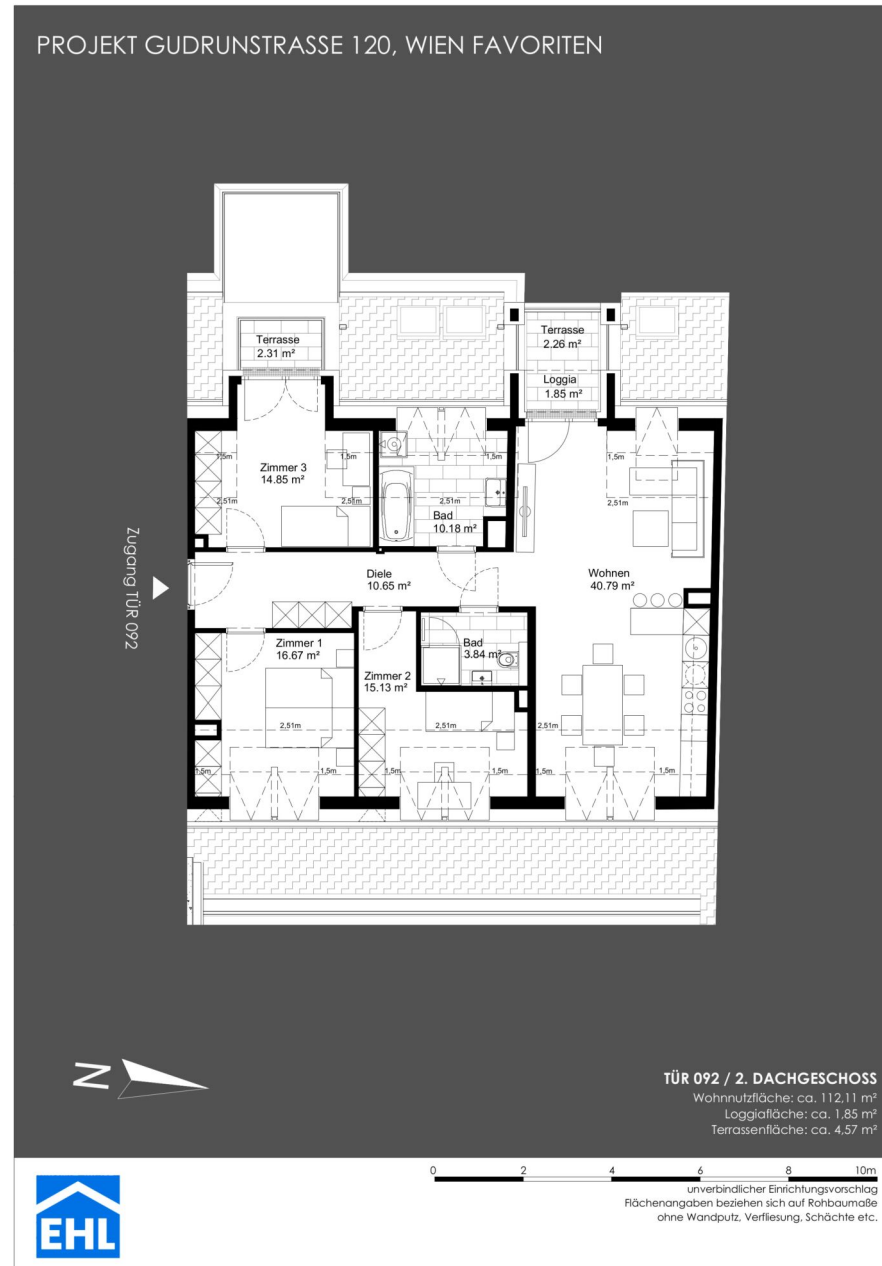 PROJEKT GUDRUNSTRASSE 120, WIEN FAVORITEN
Terrasse
2.31 m²
Terrasse
2.26 m²
Loggia
1.85 m²
1,5m
1,5m
1,5m
1,5m
1,5m
Zimmer 3
14.85 m²
2,51m
2,51m
2,51m
2,51m
Bad
10.18 m²
Zugang TÜR 092
Diele
10.65 m²
Wohnen
40.79 m²
Zimmer 1
16.67 m²
Bad
3.84 m²
Zimmer 2
15.13 m²
2,51m
2,51m
2,51m
2,51m
1,5m
1,5m
1,5m
1,5m
1,5m
1,5m
N
TÜR 092 / 2. DACHGESCHOSS
Wohnnutzfläche: ca. 112,11 m²
Loggiafläche: ca. 1,85 m²
Terrassenfläche: ca. 4,57 m²
0 2 4 6 8 10m
unverbindlicher Einrichtungsvorschlag
Flächenangaben beziehen sich auf Rohbaumaße
ohne Wandputz, Verfliesung, Schächte etc.
EHL